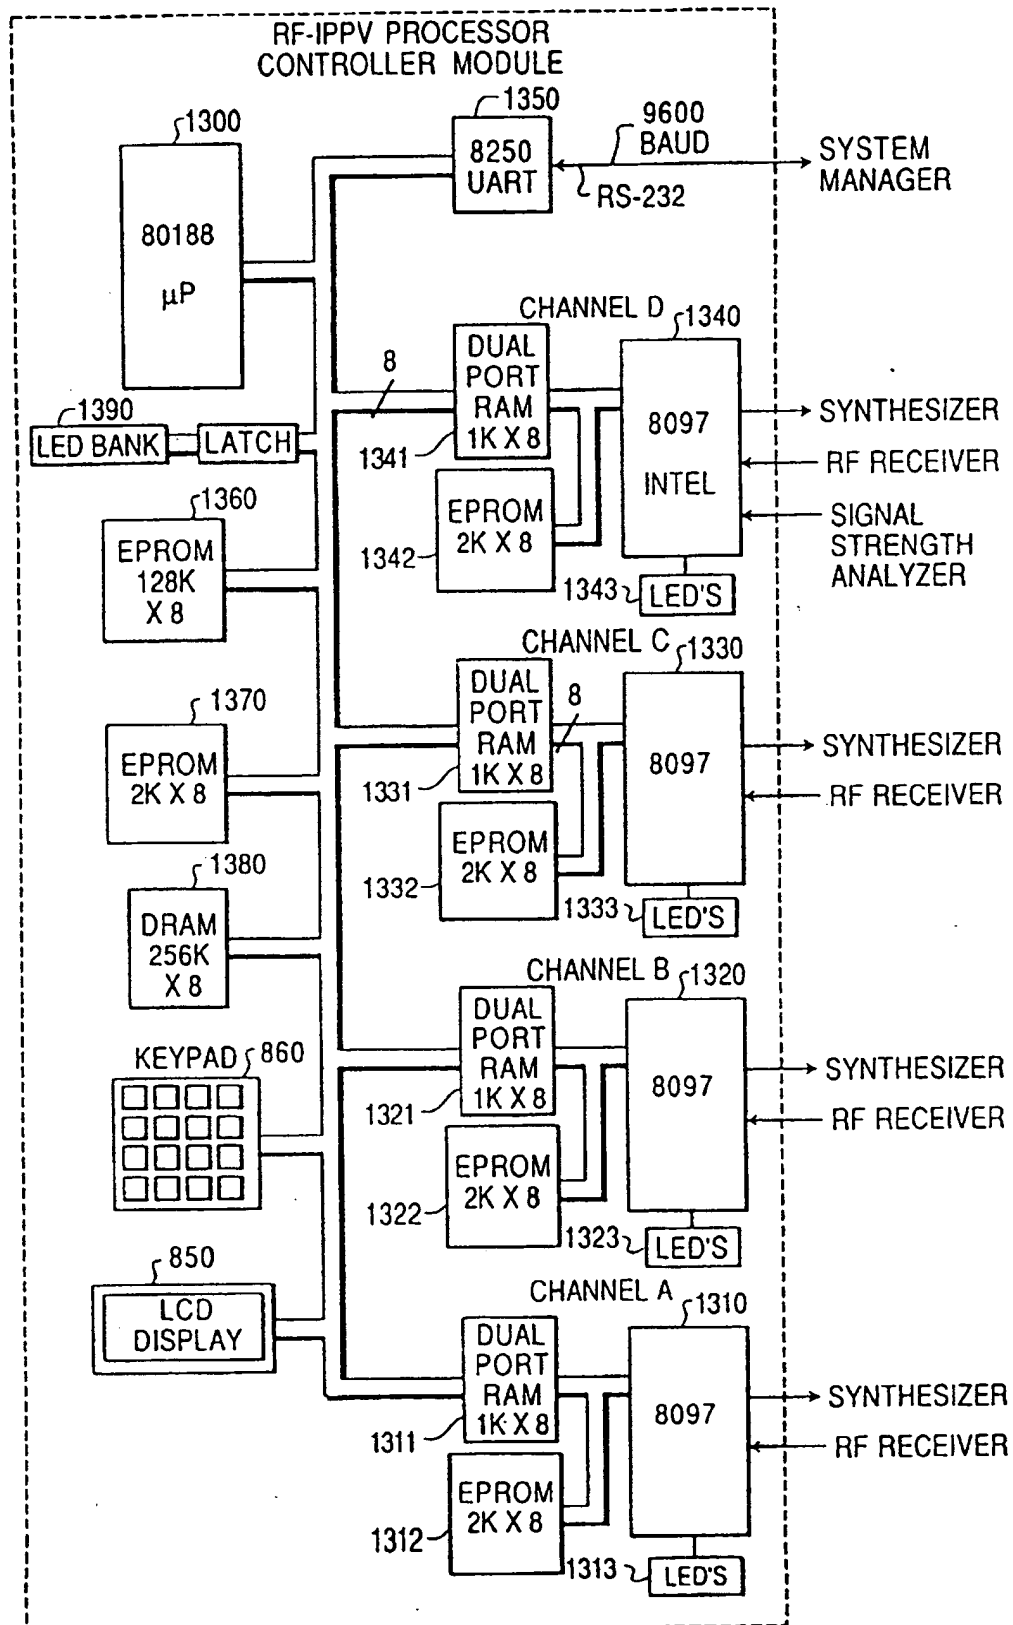 RF-IPPV PROCESSOR
CONTROLLER MODULE
1300
80188
µP
1350
8250
UART
9600
BAUD
RS-232
SYSTEM
MANAGER
1390
LED BANK
LATCH
1360
EPROM
128K
X 8
1370
EPROM
2K X 8
1380
DRAM
256K
X 8
KEYPAD
860
850
LCD
DISPLAY
8
CHANNEL D
DUAL
PORT
RAM
1K X 8
1341
EPROM
2K X 8
1342
1340
8097
INTEL
1343
LED'S
SYNTHESIZER
RF RECEIVER
SIGNAL
STRENGTH
ANALYZER
CHANNEL C
DUAL
PORT
RAM
1K X 8
8
1331
EPROM
2K X 8
1332
1330
8097
1333
LED'S
SYNTHESIZER
RF RECEIVER
CHANNEL B
DUAL
PORT
RAM
1K X 8
1321
EPROM
2K X 8
1322
1320
8097
1323
LED'S
SYNTHESIZER
RF RECEIVER
CHANNEL A
DUAL
PORT
RAM
1K X 8
1311
EPROM
2K X 8
1312
1310
8097
1313
LED'S
SYNTHESIZER
RF RECEIVER